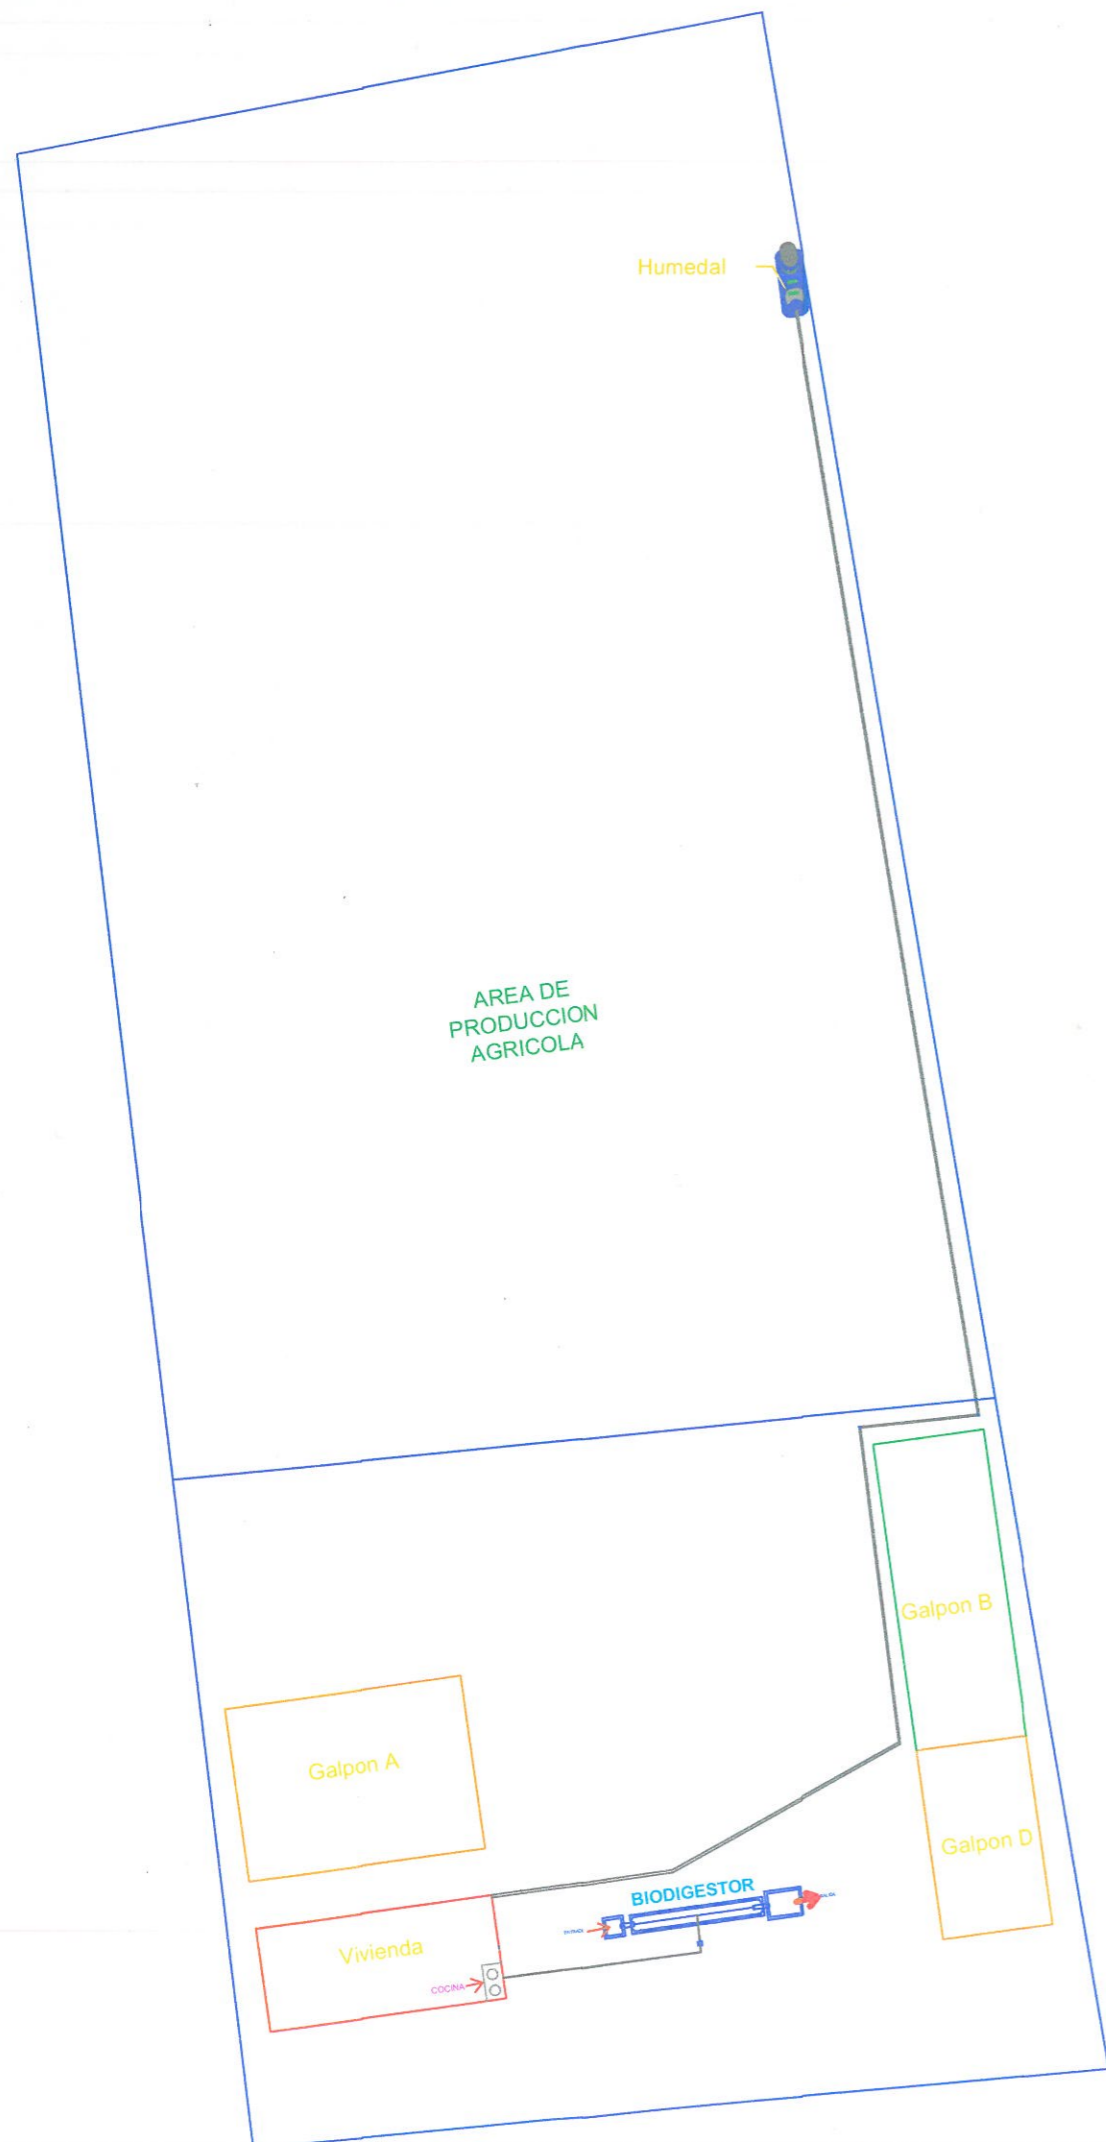 Humedal
AREA DE
PRODUCCION
AGRICOLA
Galpon B
Galpon A
Galpon D
BIODIGESTOR
Vivienda
COCINA